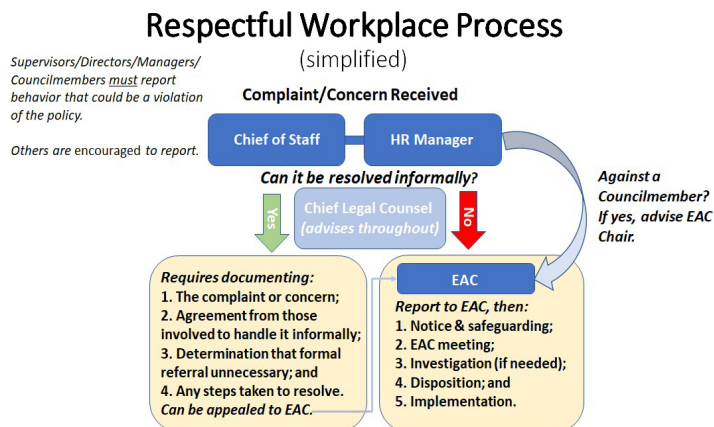 Respectful Workplace Process
(simplified)
Supervisors/Directors/Managers/
Councilmembers must report
behavior that could be a violation
of the policy.
Others are encouraged to report.
Complaint/Concern Received
Chief of Staff
HR Manager
Can it be resolved informally?
Against a
Councilmember?
If yes, advise EAC
Chair.
Yes
Chief Legal Counsel
(advises throughout)
No
Requires documenting:
1. The complaint or concern;
2. Agreement from those
involved to handle it informally;
3. Determination that formal
referral unnecessary; and
4. Any steps taken to resolve.
Can be appealed to EAC.
EAC
Report to EAC, then:
1. Notice & safeguarding;
2. EAC meeting;
3. Investigation (if needed);
4. Disposition; and
5. Implementation.